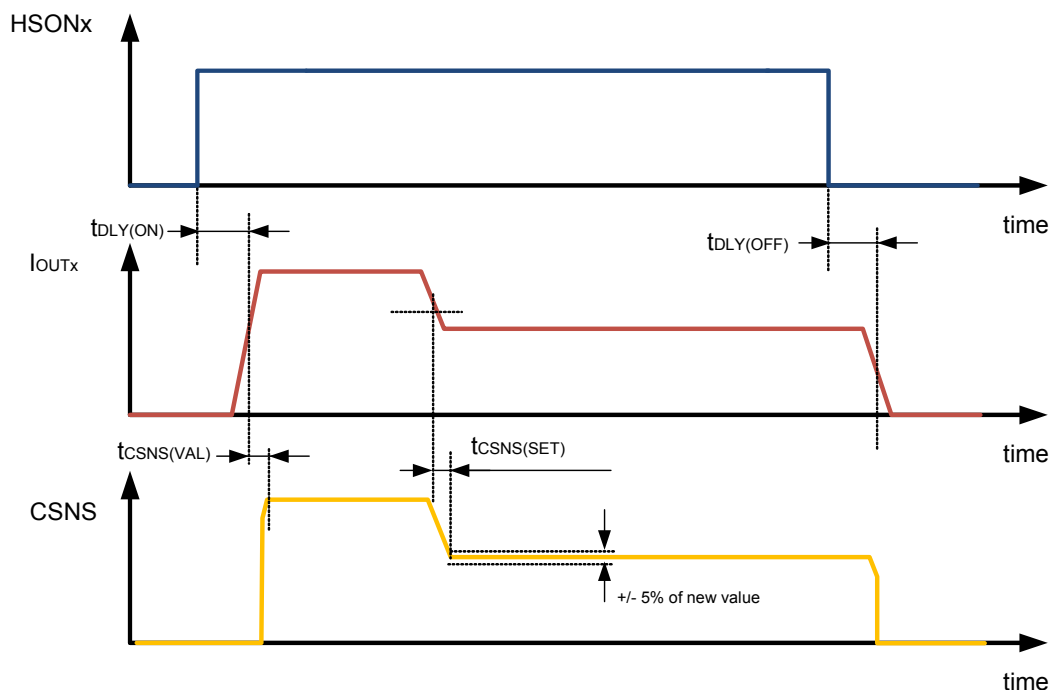 HSONx
time
tDLY(ON)
tDLY(OFF)
IOUTx
time
tCSNS(VAL)
tCSNS(SET)
CSNS
+/- 5% of new value
time